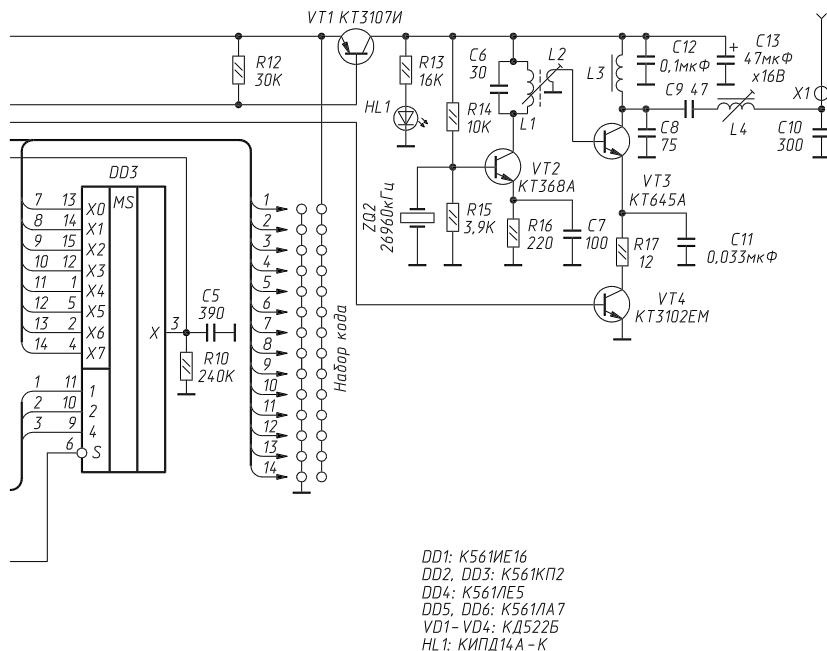 VT1 КТ3107И
R12
30К
R13
16К
HL1
R14
10К
C6
30
L2
L1
L3
C12
0,1мкФ
C13
47мкФ
х16В
+
C9 47
X1
L4
C8
75
C10
300
VT2
КТ368А
VT3
КТ645А
ZQ2
26960кГц
R15
3,9К
R16
220
C7
100
R17
12
C11
0,033мкФ
VT4
КТ3102ЕМ
DD3
MS
7 13 X0
8 14 X1
9 15 X2
10 12 X3
11 1 X4
12 5 X5
13 2 X6
14 4 X7
1 11 1
2 10 2
3 9 4
6 S
X 3
C5
390
R10
240К
1
2
3
4
5
6
7
8
9
10
11
12
13
14
Набор кода
DD1: К561ИЕ16
DD2, DD3: К561КП2
DD4: К561ЛЕ5
DD5, DD6: К561ЛА7
VD1-VD4: КД522Б
HL1: КИПД14А-К